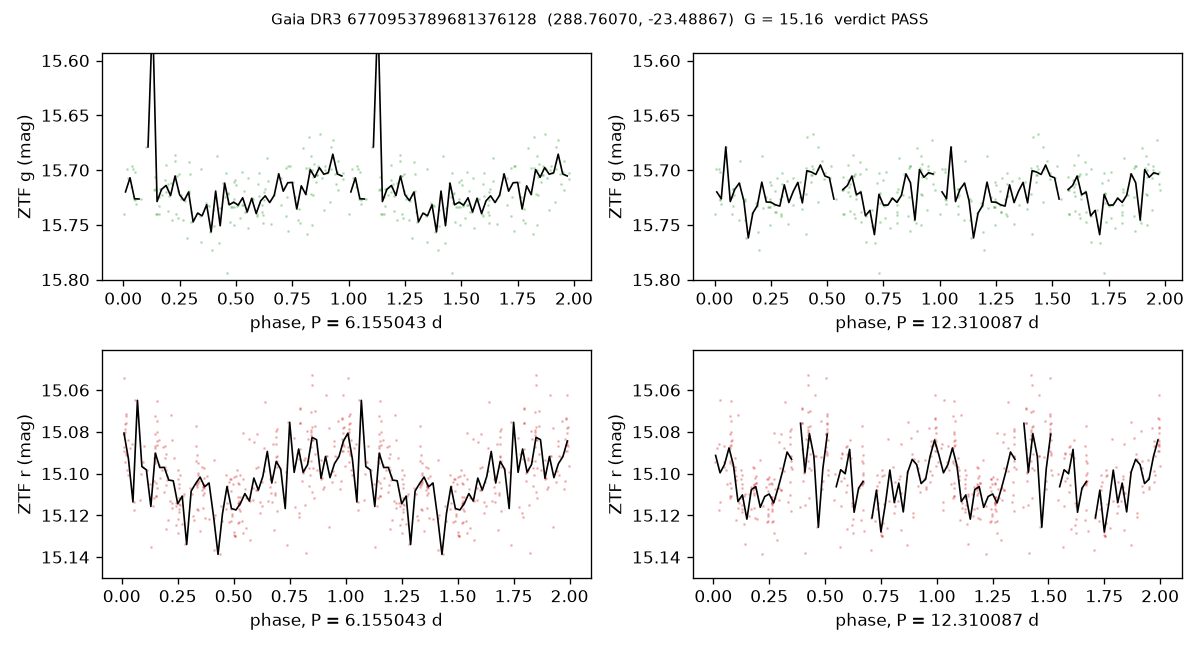 Gaia DR3 6770953789681376128 (288.76070, -23.48867) G = 15.16 verdict PASS
ZTF g (mag)
15.60
15.65
15.70
15.75
15.80
0.00 0.25 0.50 0.75 1.00 1.25 1.50 1.75 2.00
phase, P = 6.155043 d
ZTF g (mag)
15.60
15.65
15.70
15.75
15.80
0.00 0.25 0.50 0.75 1.00 1.25 1.50 1.75 2.00
phase, P = 12.310087 d
ZTF r (mag)
15.06
15.08
15.10
15.12
15.14
0.00 0.25 0.50 0.75 1.00 1.25 1.50 1.75 2.00
phase, P = 6.155043 d
ZTF r (mag)
15.06
15.08
15.10
15.12
15.14
0.00 0.25 0.50 0.75 1.00 1.25 1.50 1.75 2.00
phase, P = 12.310087 d